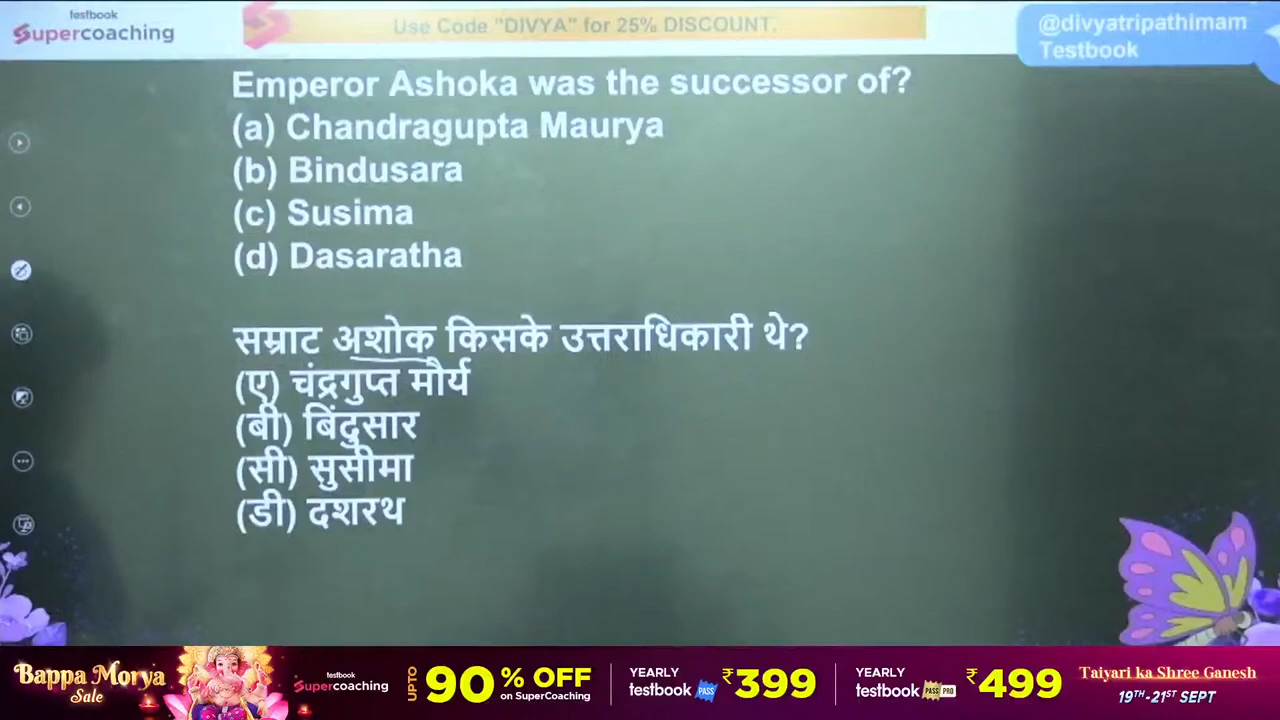 testbook
Supercoaching
Use Code "DIVYA" for 25% DISCOUNT.
@divyatripathimam
Testbook
Emperor Ashoka was the successor of?
(a) Chandragupta Maurya
(b) Bindusara
(c) Susima
(d) Dasaratha
सम्राट अशोक किसके उत्तराधिकारी थे?
(ए) चंद्रगुप्त मौर्य
(बी) बिंदुसार
(सी) सुसीमा
(डी) दशरथ
Bappa Morya
Sale
testbook
Supercoaching
UPTO 90% OFF
on SuperCoaching
YEARLY
testbook PASS
₹399
YEARLY
testbook PASS PRO
₹499
Taiyari ka Shree Ganesh
19TH-21ST SEPT